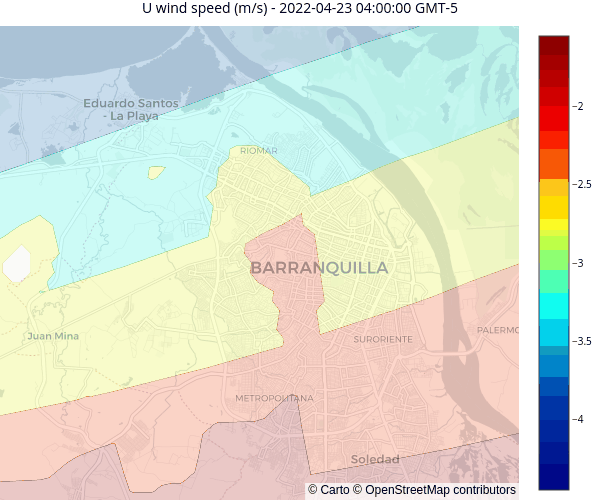 U wind speed (m/s) - 2022-04-23 04:00:00 GMT-5
Eduardo Santos
- La Playa
RIOMAR
BARRANQUILLA
Juan Mina
SURORIENTE
PALERMO
METROPOLITANA
Soledad
−2
−2.5
−3
−3.5
−4
© Carto © OpenStreetMap contributors